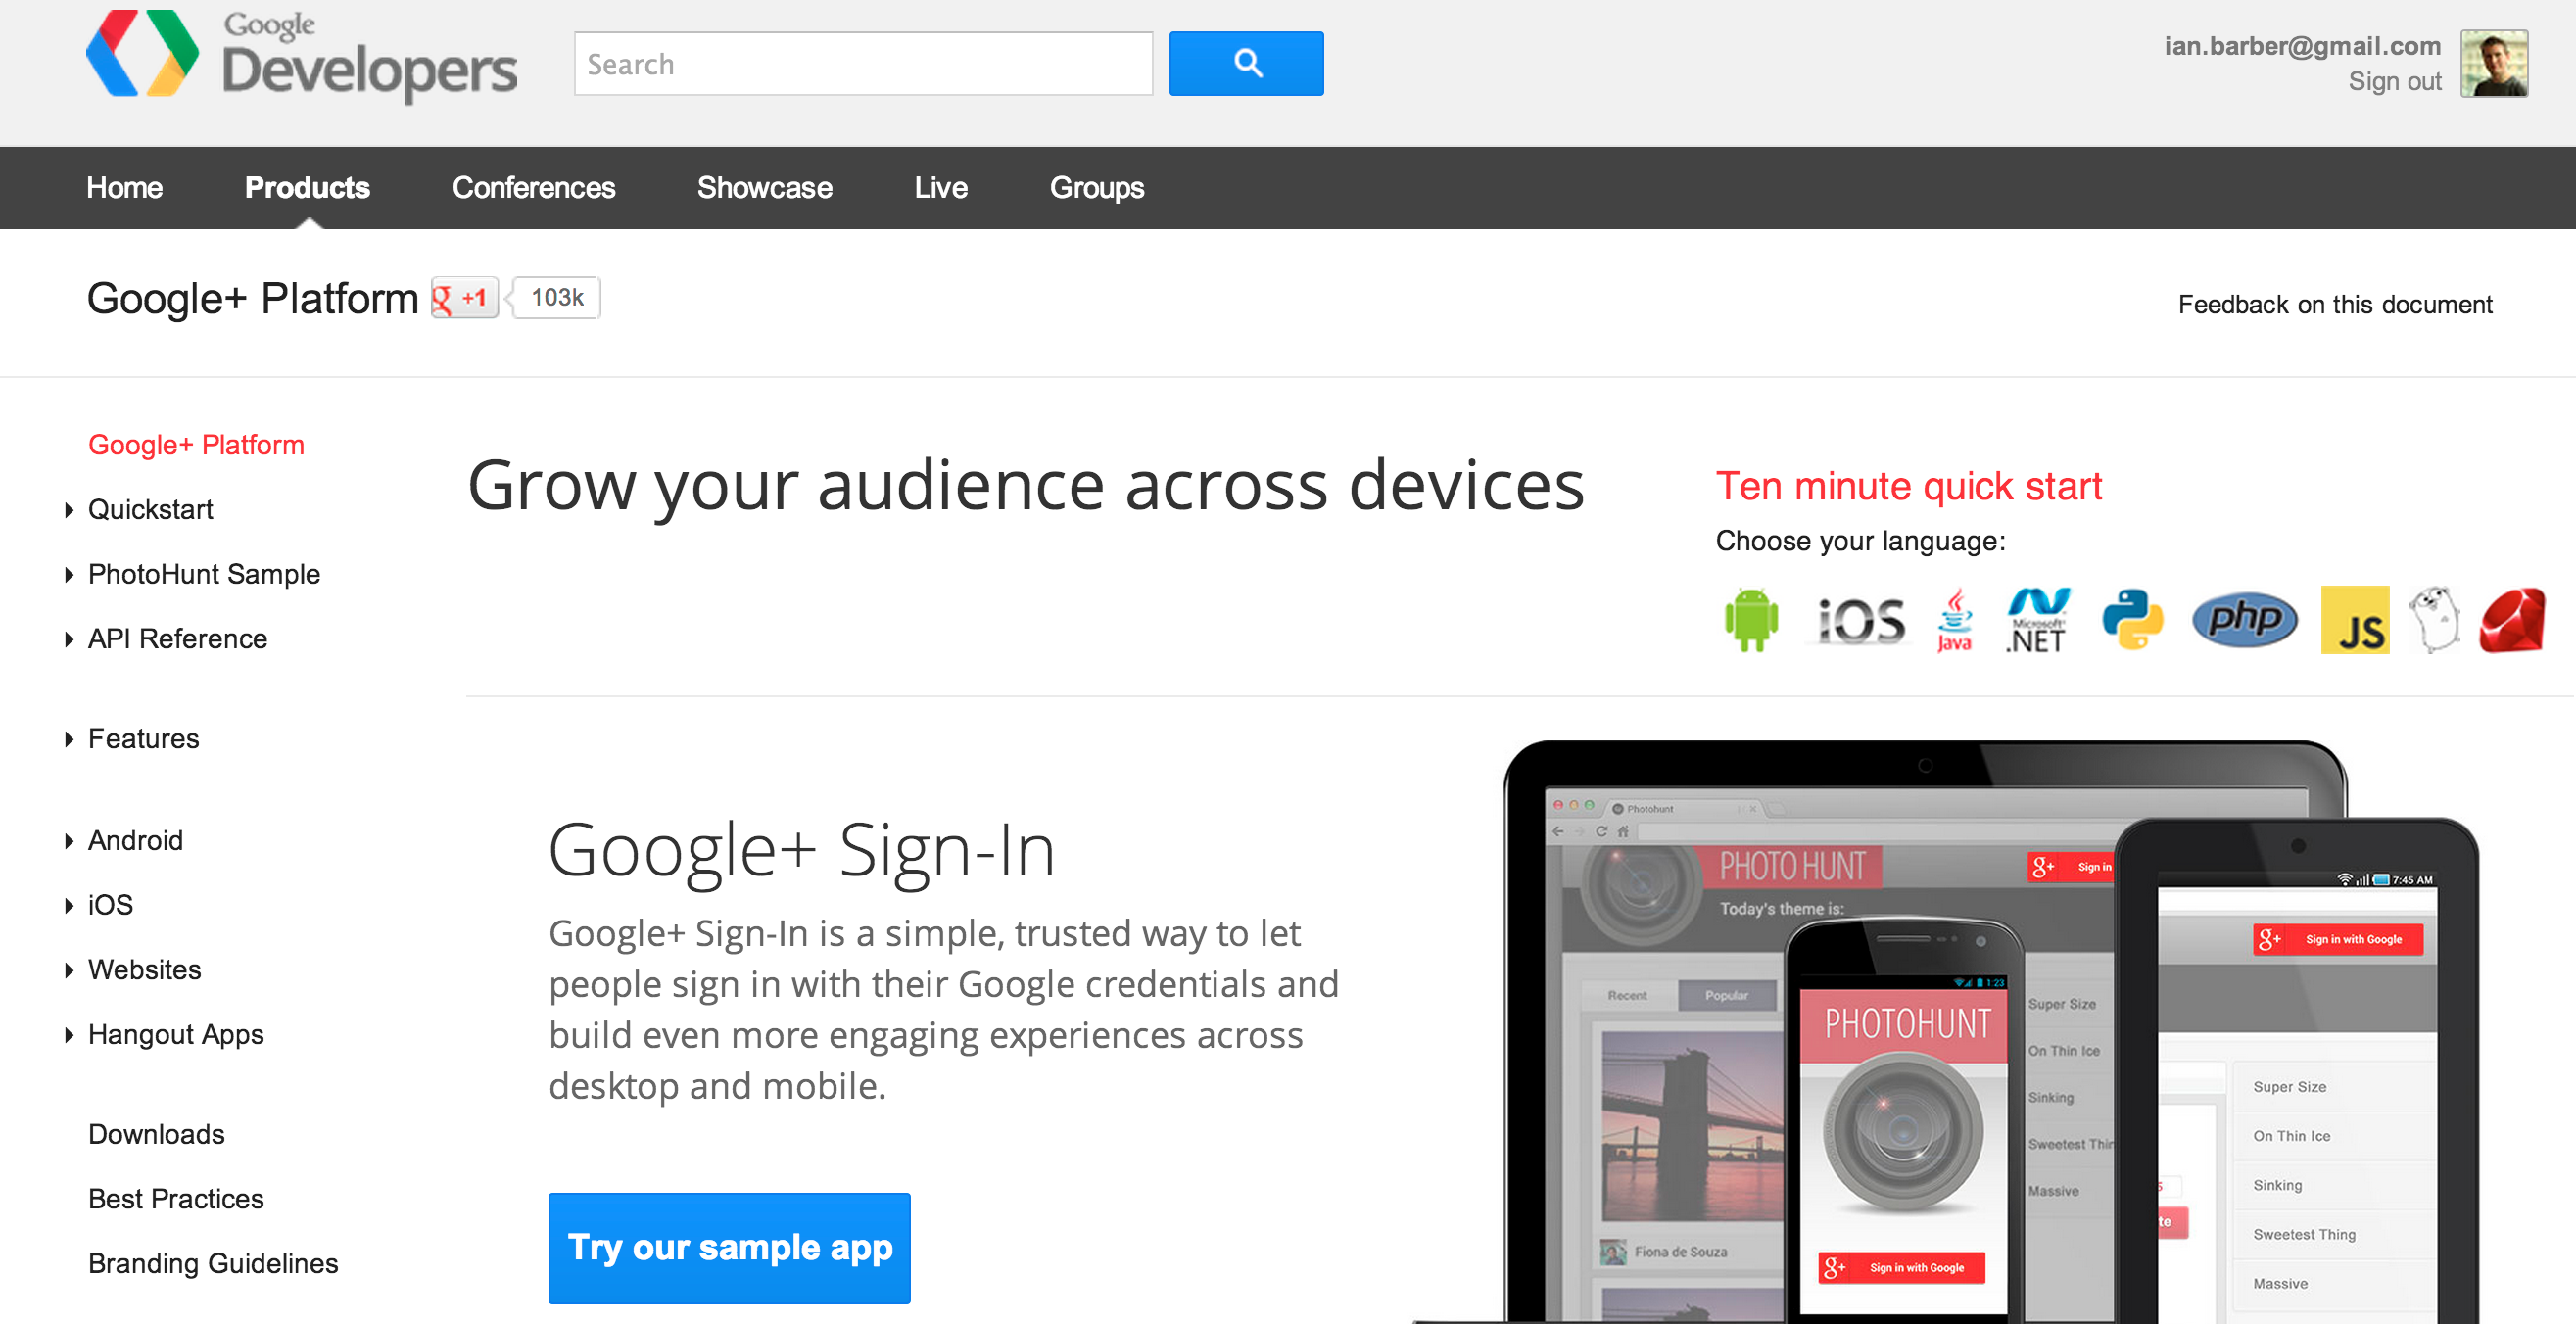 Google
Developers
Search
ian.barber@gmail.com
Sign out
Home Products Conferences Showcase Live Groups
Google+ Platform g +1 103k
Feedback on this document
Google+ Platform
Quickstart
PhotoHunt Sample
API Reference
Features
Android
iOS
Websites
Hangout Apps
Downloads
Best Practices
Branding Guidelines
Grow your audience across devices
Ten minute quick start
Choose your language:
iOS Java Microsoft .NET php JS
Google+ Sign-In
Google+ Sign-In is a simple, trusted way to let
people sign in with their Google credentials and
build even more engaging experiences across
desktop and mobile.
Try our sample app
Photohunt
PHOTO HUNT
g+ Sign in
Today's theme is:
Recent Popular
Super Size
On Thin Ice
Sinking
Sweetest Thin
Massive
Fiona de Souza
1:23
PHOTOHUNT
g+ Sign in with Google
7:45 AM
g+ Sign in with Google
Super Size
On Thin Ice
Sinking
Sweetest Thing
Massive
5
te